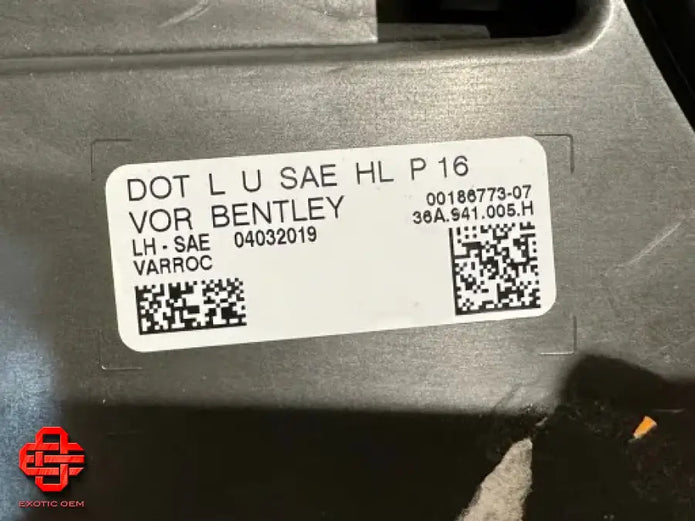 DOT L U SAE HL P 16
VOR BENTLEY
00186773-07
36A.941.005.H
LH - SAE 04032019
VARROC
EXOTIC OEM